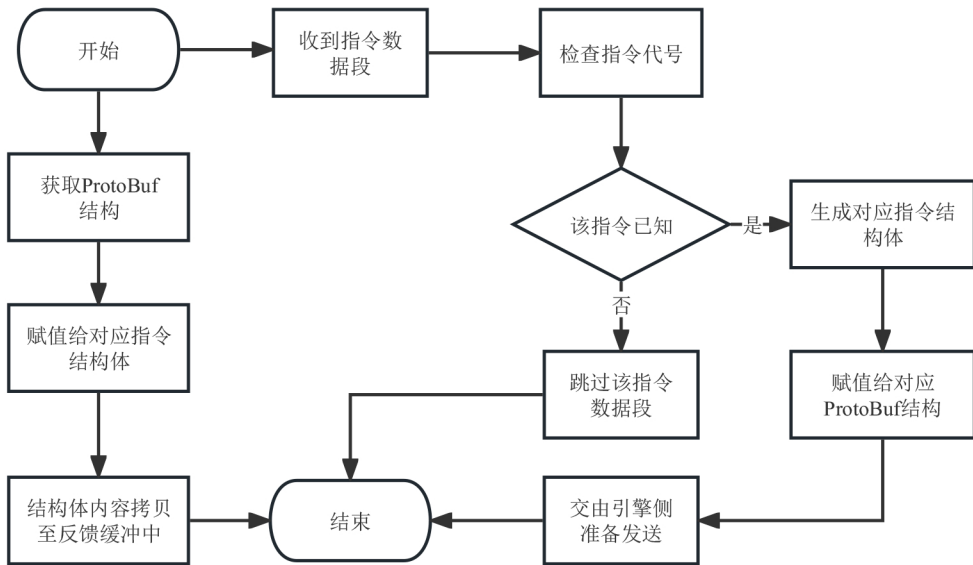 开始
收到指令数
据段
检查指令代号
获取ProtoBuf
结构
该指令已知
是
生成对应指令结
构体
否
赋值给对应指令
结构体
跳过该指令
数据段
赋值给对应
ProtoBuf结构
结构体内容拷贝
至反馈缓冲中
结束
交由引擎侧
准备发送